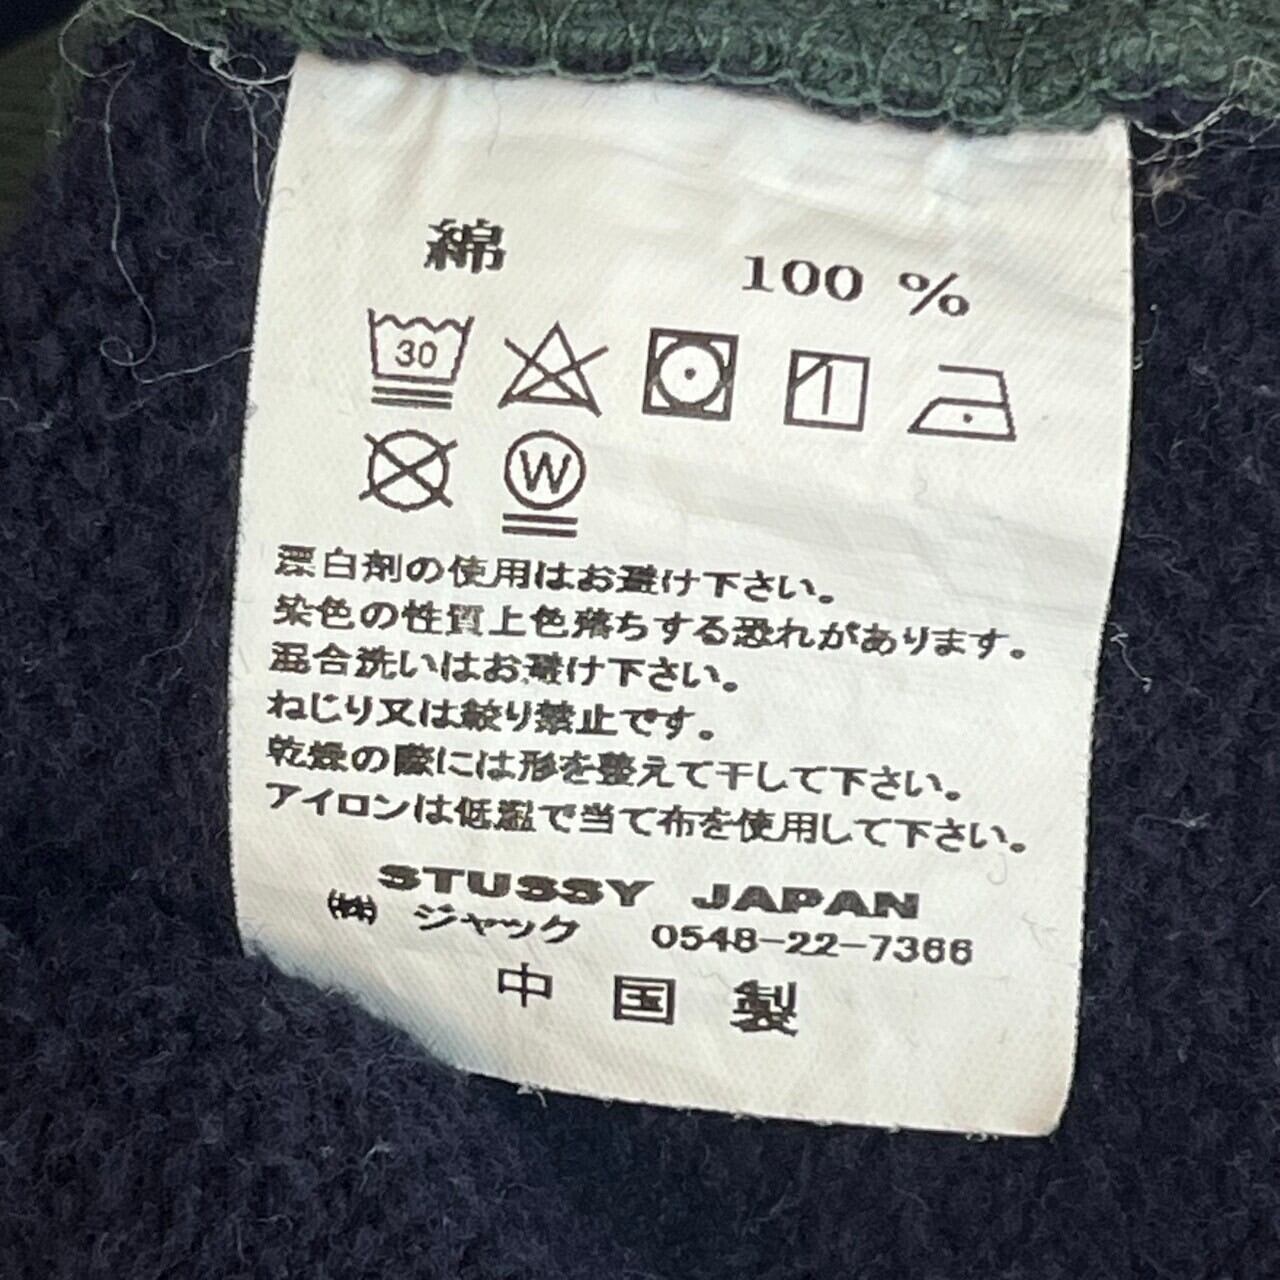 綿 100 %
30
W
漂白剤の使用はお避け下さい。
染色の性質上色落ちする恐れがあります。
混合洗いはお避け下さい。
ねじり又は絞り禁止です。
乾燥の際には形を整えて干して下さい。
アイロンは低温で当て布を使用して下さい。
STUSSY JAPAN
㈱ ジャック 0548-22-7366
中国製